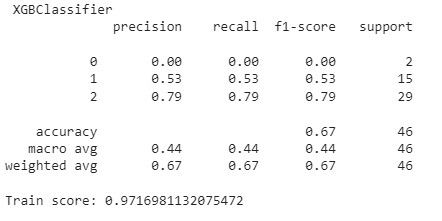 XGBClassifier
precision recall f1-score support
0 0.00 0.00 0.00 2
1 0.53 0.53 0.53 15
2 0.79 0.79 0.79 29
accuracy 0.67 46
macro avg 0.44 0.44 0.44 46
weighted avg 0.67 0.67 0.67 46
Train score: 0.9716981132075472